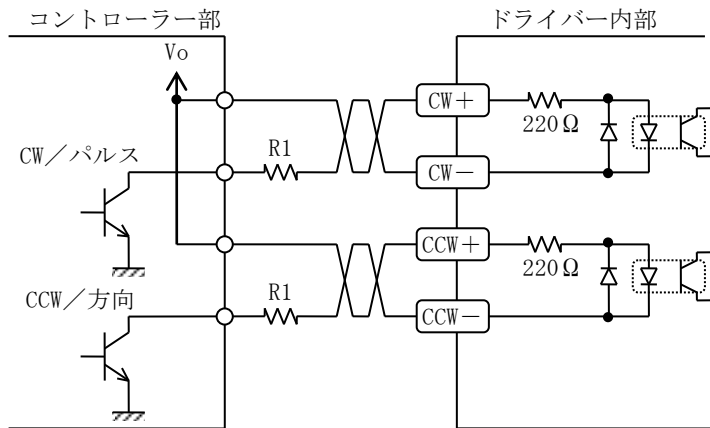 コントローラー部
ドライバー内部
Vo
CW+
220Ω
CW/パルス
R1
CW-
CCW+
220Ω
CCW/方向
R1
CCW-